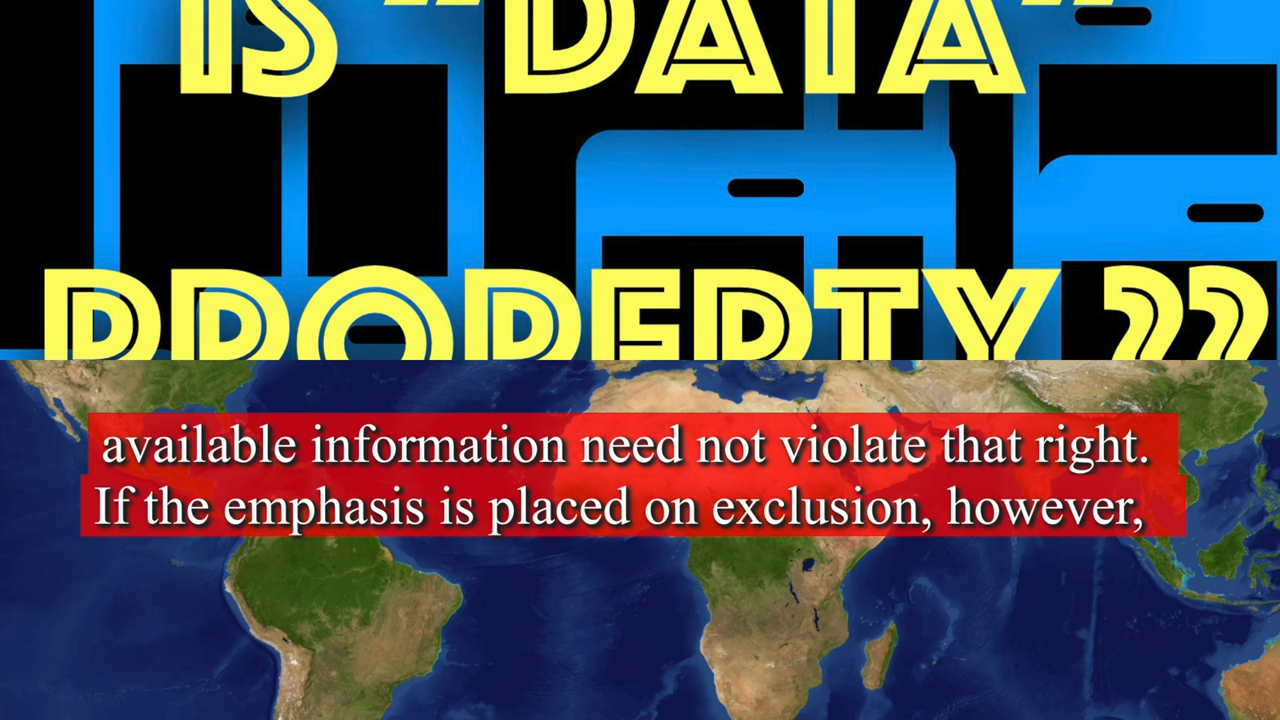 IS “DATA”
PROPERTY ”
available information need not violate that right.
If the emphasis is placed on exclusion, however,